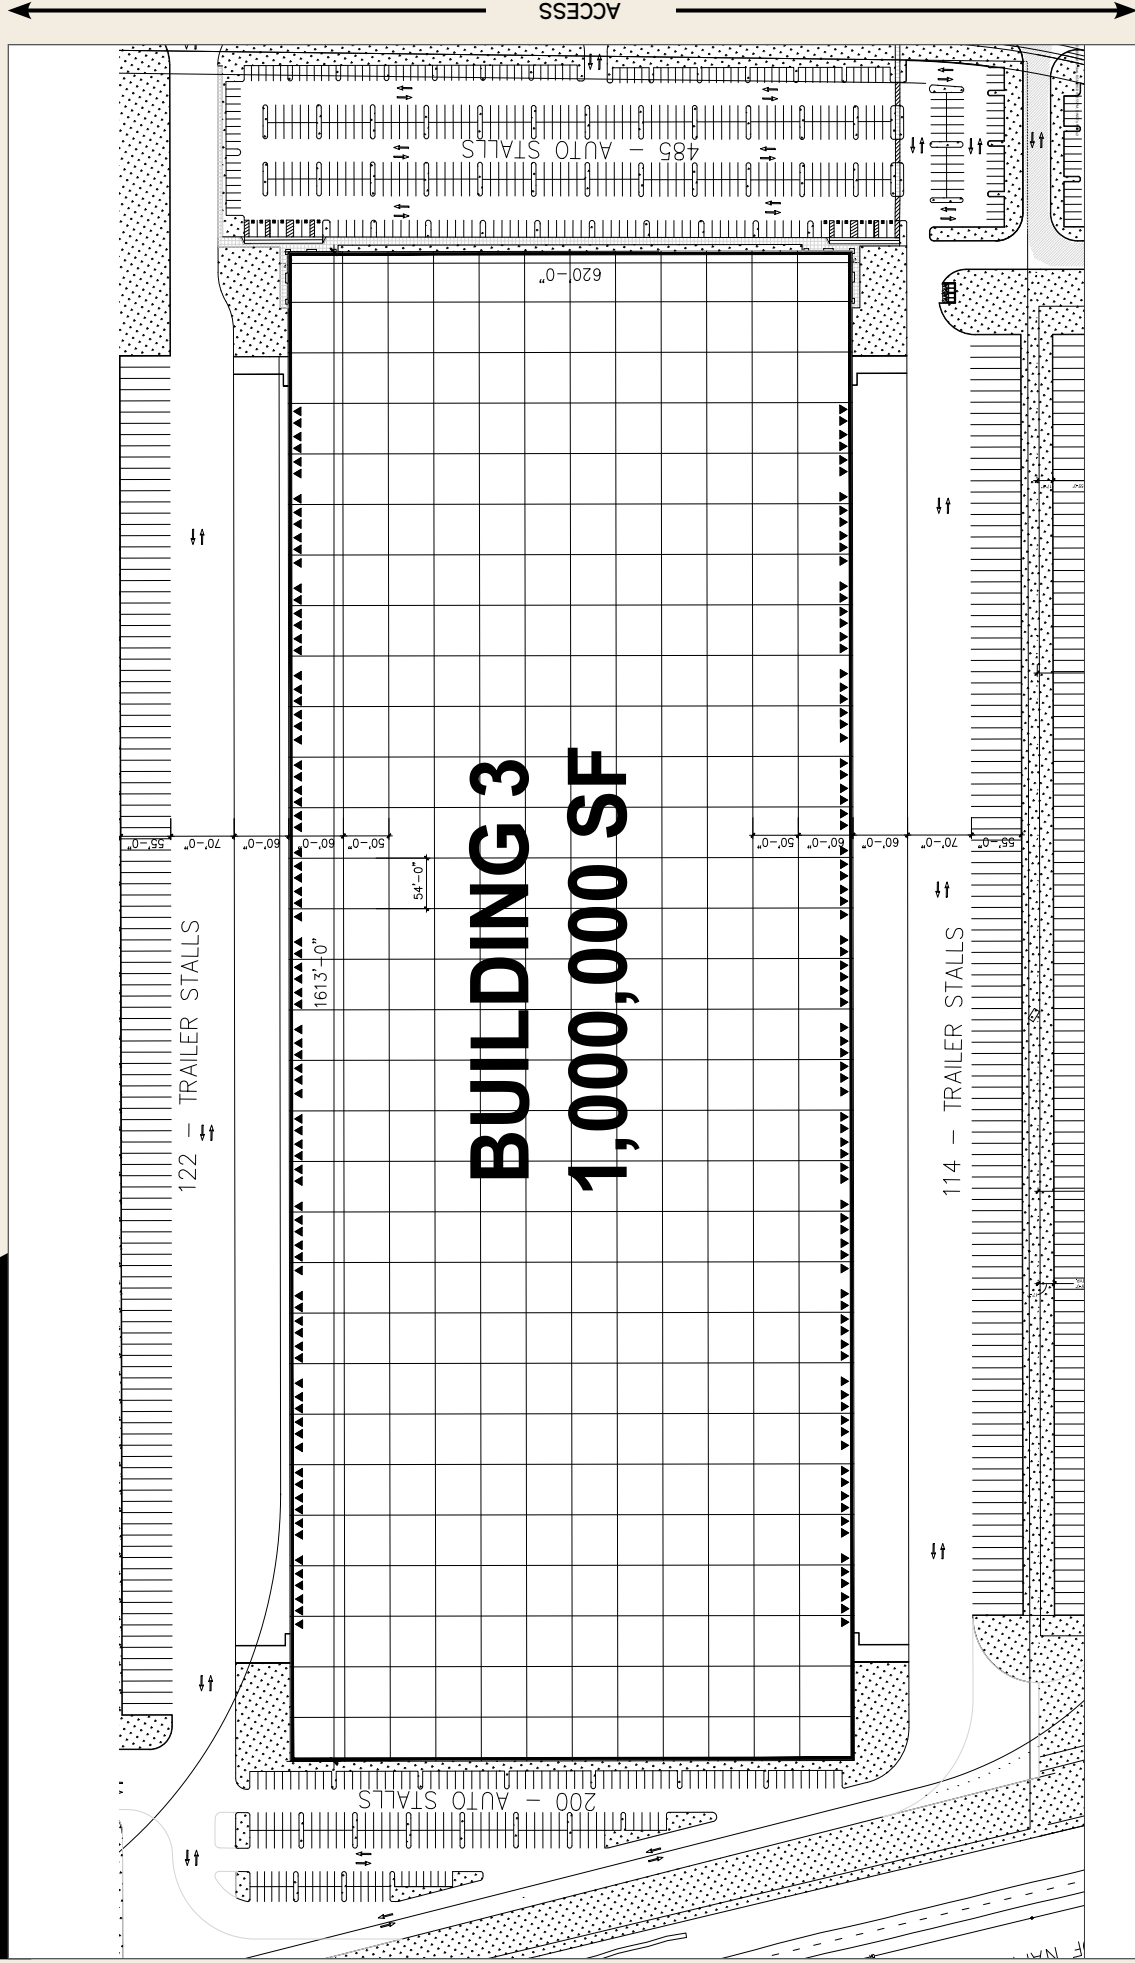 ACCESS
485 - AUTO STALLS
620'-0"
55'-0"
70'-0"
60'-0"
60'-0"
50'-0"
50'-0"
60'-0"
60'-0"
70'-0"
55'-0"
54'-0"
1613'-0"
BUILDING 3
1,000,000 SF
122 - TRAILER STALLS
114 - TRAILER STALLS
200 - AUTO STALLS